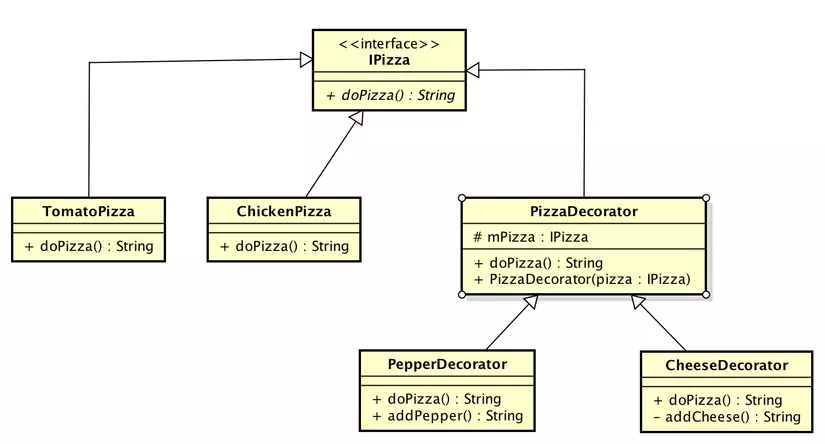 <<interface>>
IPizza
+ doPizza() : String
TomatoPizza
+ doPizza() : String
ChickenPizza
+ doPizza() : String
PizzaDecorator
# mPizza : IPizza
+ doPizza() : String
+ PizzaDecorator(pizza : IPizza)
PepperDecorator
+ doPizza() : String
+ addPepper() : String
CheeseDecorator
+ doPizza() : String
- addCheese() : String